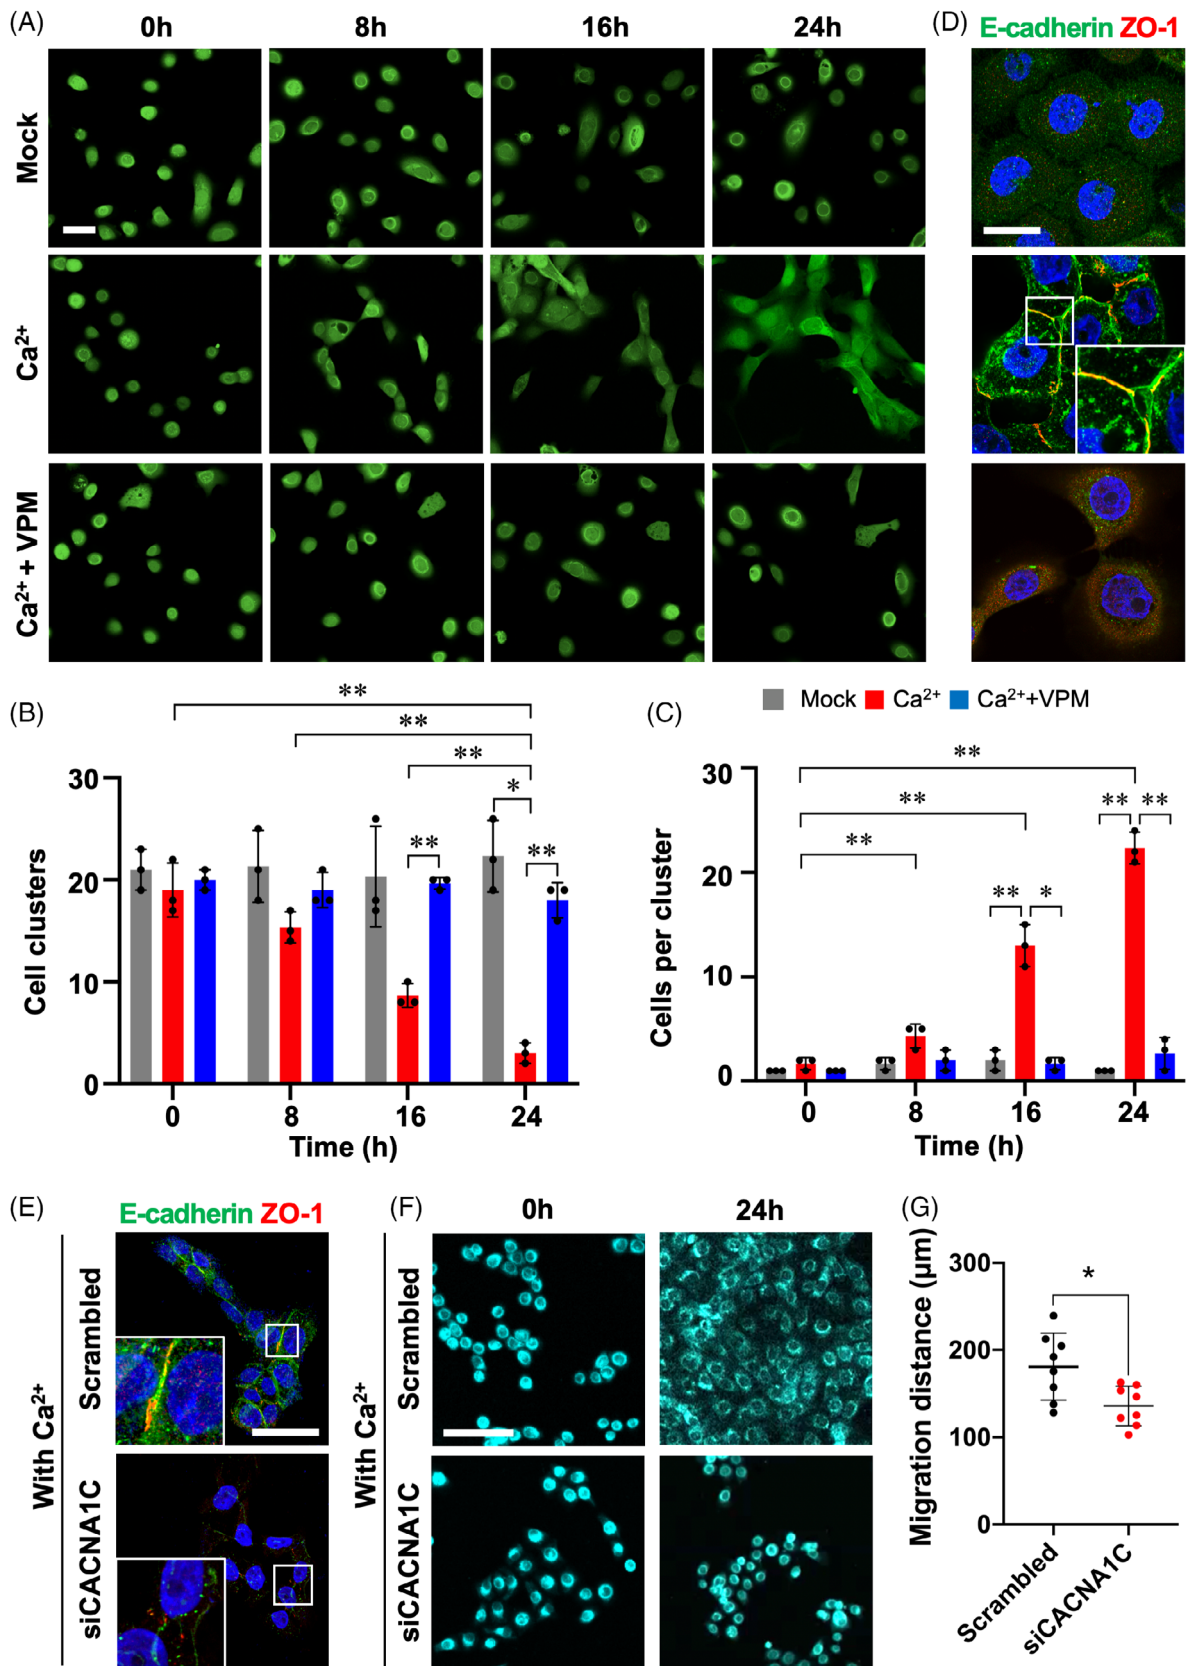 (A)
0h 8h 16h 24h
Mock
Ca²⁺
Ca²⁺ + VPM
(D)
E-cadherin ZO-1
(B)
**
**
**
*
**
**
30
20
10
0
Cell clusters
0 8 16 24
Time (h)
Mock Ca²⁺ Ca²⁺+VPM
(C)
**
**
**
** **
** *
30
20
10
0
Cells per cluster
0 8 16 24
Time (h)
(E)
E-cadherin ZO-1
With Ca²⁺
Scrambled
siCACNA1C
(F)
0h 24h
With Ca²⁺
Scrambled
siCACNA1C
(G)
*
300
200
100
0
Migration distance (µm)
Scrambled
siCACNA1C